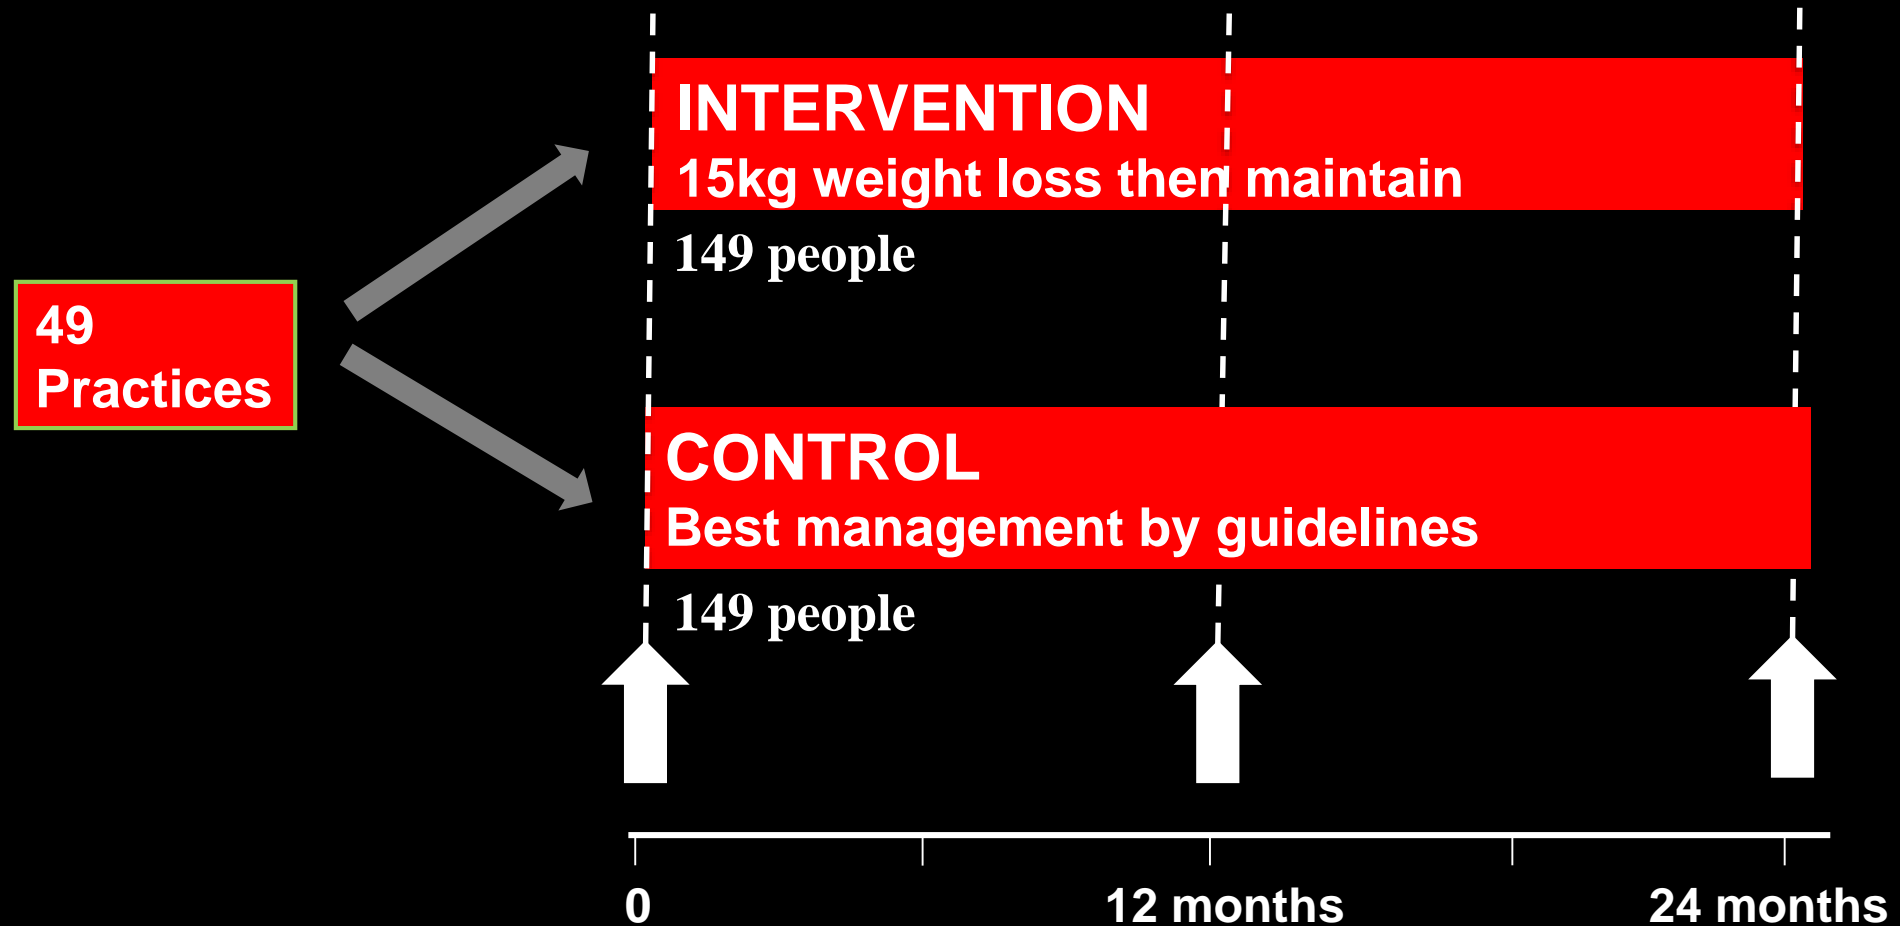 49
Practices
INTERVENTION
15kg weight loss then maintain
149 people
CONTROL
Best management by guidelines
149 people
0
12 months
24 months